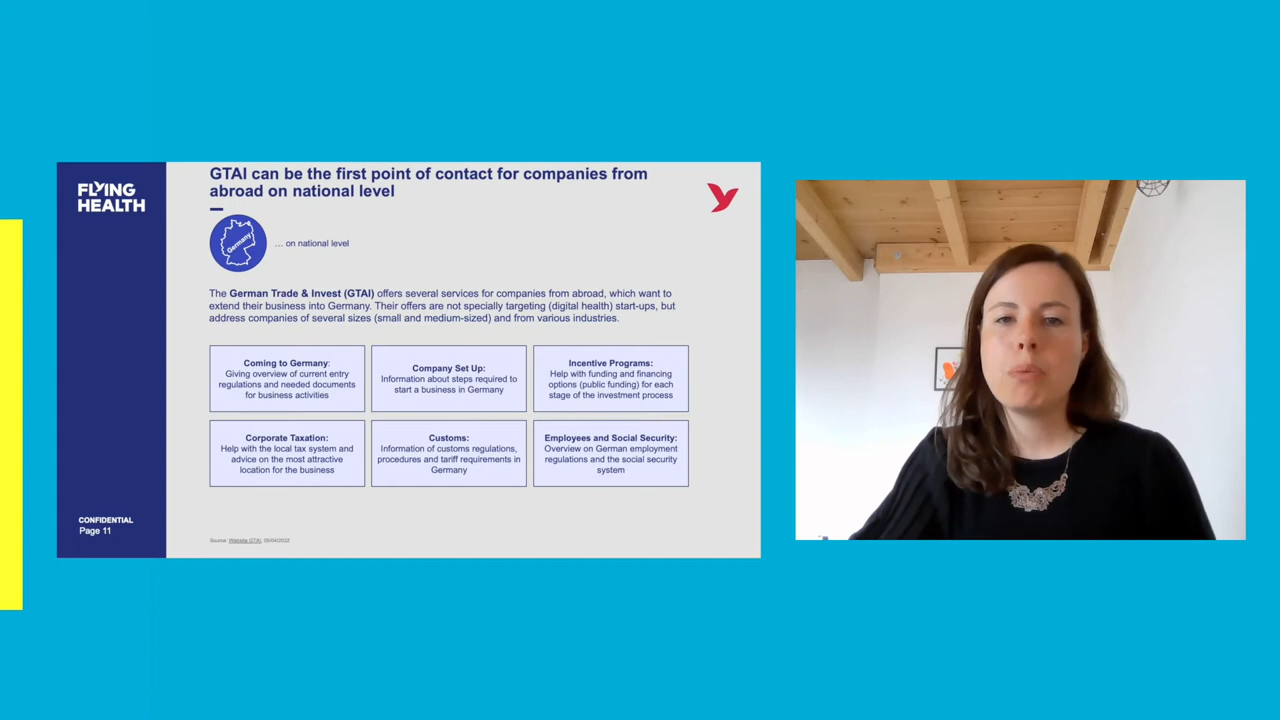 FLYING
HEALTH
GTAI can be the first point of contact for companies from
abroad on national level
Germany
... on national level
The German Trade & Invest (GTAI) offers several services for companies from abroad, which want to
extend their business into Germany. Their offers are not specially targeting (digital health) start-ups, but
address companies of several sizes (small and medium-sized) and from various industries.
Coming to Germany:
Giving overview of current entry
regulations and needed documents
for business activities
Company Set Up:
Information about steps required to
start a business in Germany
Incentive Programs:
Help with funding and financing
options (public funding) for each
stage of the investment process
Corporate Taxation:
Help with the local tax system and
advice on the most attractive
location for the business
Customs:
Information of customs regulations,
procedures and tariff requirements in
Germany
Employees and Social Security:
Overview on German employment
regulations and the social security
system
CONFIDENTIAL
Page 11
Source: Website GTAI, 05/04/2022